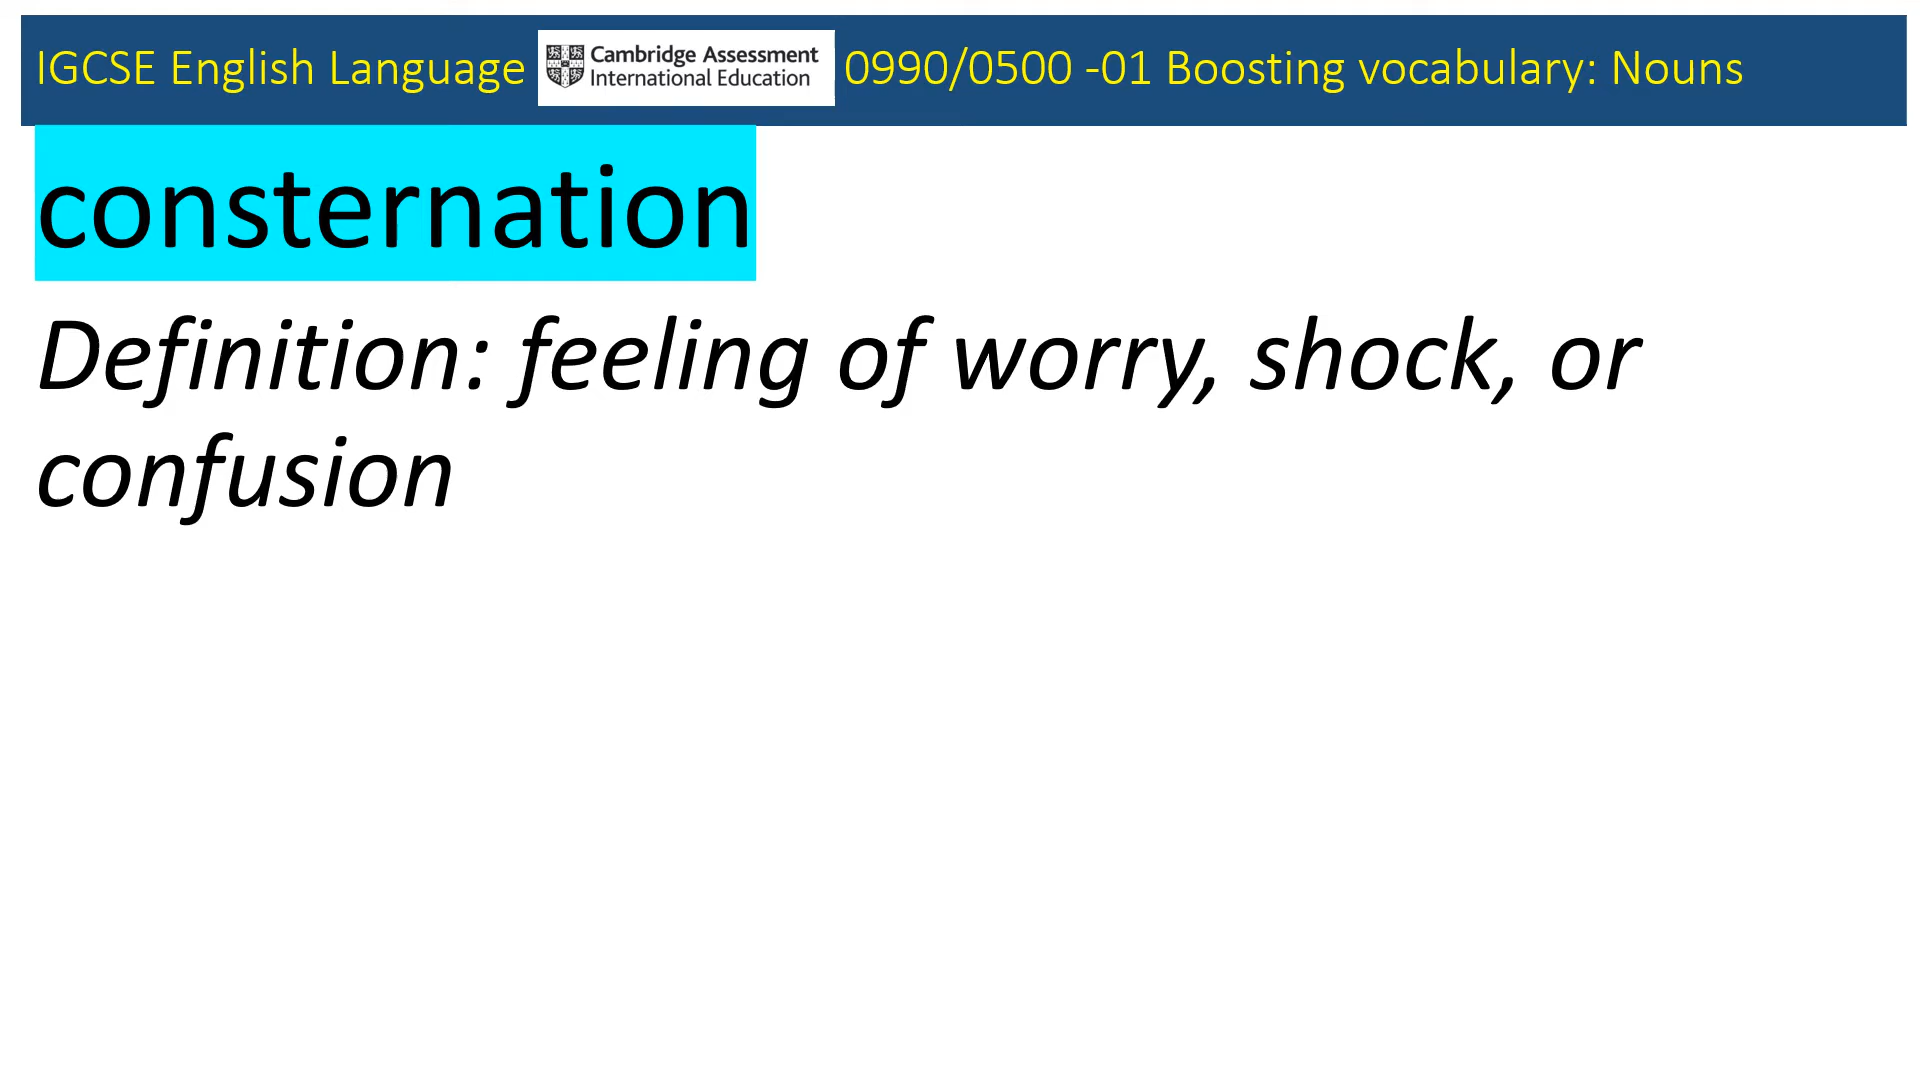 IGCSE English Language Cambridge Assessment International Education 0990/0500 -01 Boosting vocabulary: Nouns
consternation
Definition: feeling of worry, shock, or
confusion